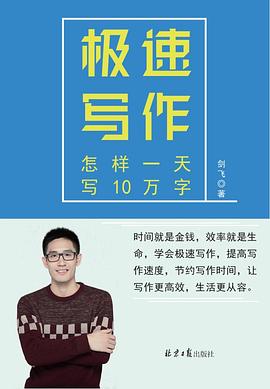 极速
写作
怎样一天
写10万字
剑飞◎著
时间就是金钱，效率就是生
命，学会极速写作，提高写
作速度，节约写作时间，让
写作更高效，生活更从容。
北京日报出版社